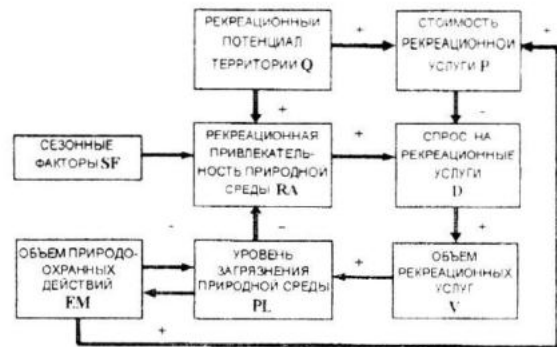 РЕКРЕАЦИОННЫЙ
ПОТЕНЦИАЛ
ТЕРРИТОРИИ Q
+
СТОИМОСТЬ
РЕКРЕАЦИОННОЙ
УСЛУГИ P
+
+
-
СЕЗОННЫЕ
ФАКТОРЫ SF
РЕКРЕАЦИОННАЯ
ПРИВЛЕКАТЕЛЬ-
НОСТЬ ПРИРОДНОЙ
СРЕДЫ RA
+
СПРОС НА
РЕКРЕАЦИОННЫЕ
УСЛУГИ
D
-
-
+
ОБЪЕМ ПРИРОДО-
ОХРАННЫХ
ДЕЙСТВИЙ
EM
УРОВЕНЬ
ЗАГРЯЗНЕНИЯ
ПРИРОДНОЙ СРЕДЫ
PL
+
ОБЪЕМ
РЕКРЕАЦИОННЫХ
УСЛУГ
V
+